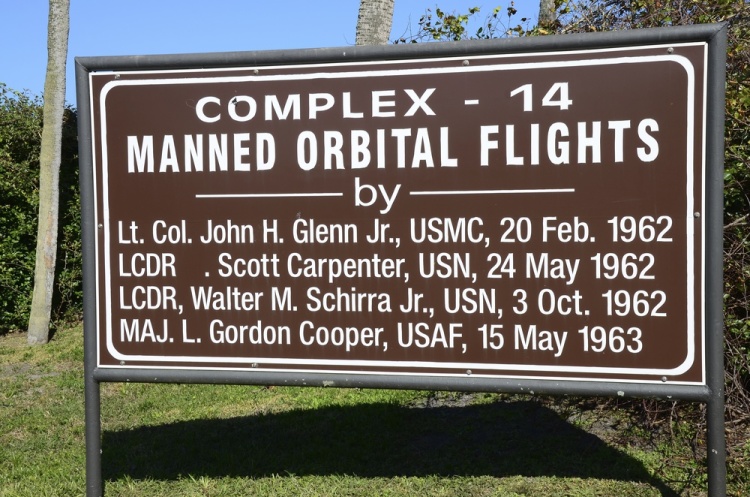 COMPLEX - 14
MANNED ORBITAL FLIGHTS
by
Lt. Col. John H. Glenn Jr., USMC, 20 Feb. 1962
LCDR . Scott Carpenter, USN, 24 May 1962
LCDR, Walter M. Schirra Jr., USN, 3 Oct. 1962
MAJ. L. Gordon Cooper, USAF, 15 May 1963